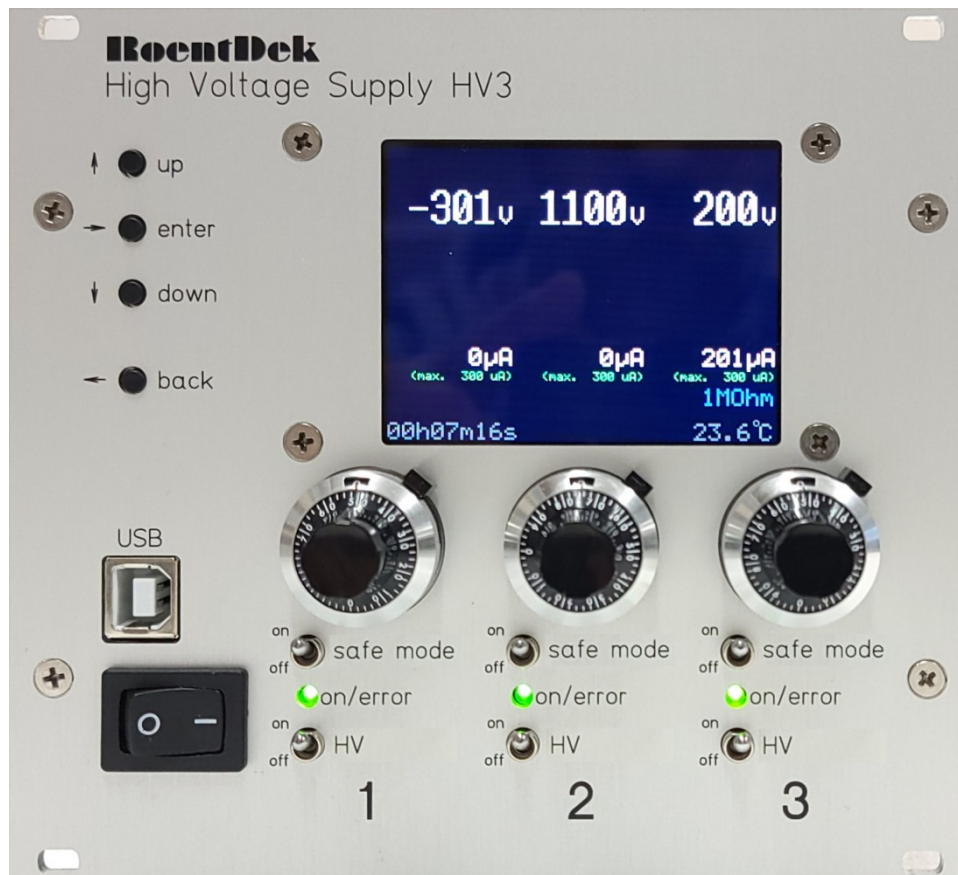 RoentDek
High Voltage Supply HV3
up
enter
down
back
-301V 1100V 200V
0µA 0µA 201µA
(max. 300 uA) (max. 300 uA) (max. 300 uA)
1MOhm
00h07m16s 23.6°C
USB
on on on
safe mode safe mode safe mode
off off off
on/error on/error on/error
on on on
HV HV HV
off off off
1 2 3